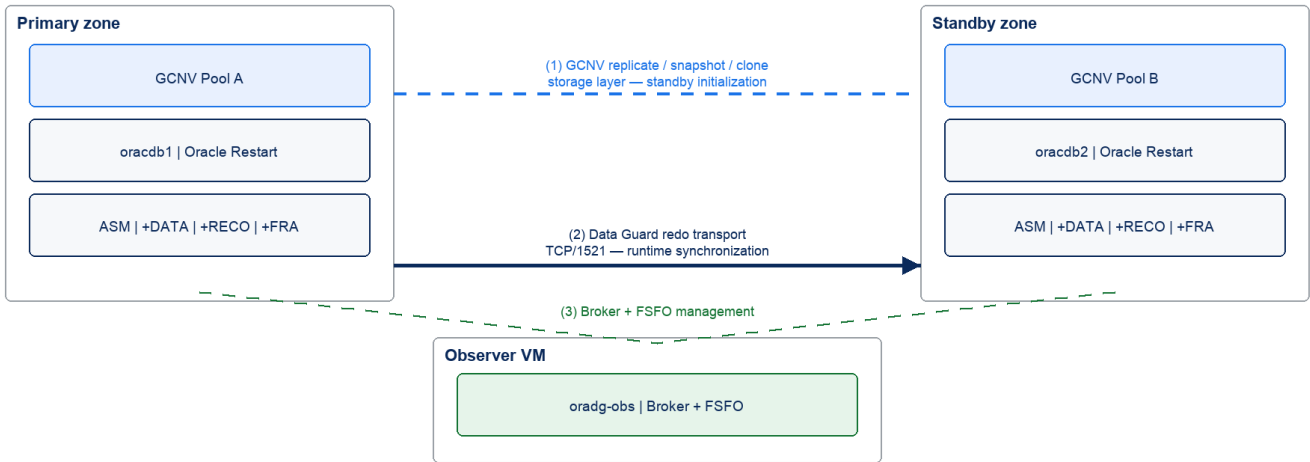 Primary zone
GCNV Pool A
oracdb1 | Oracle Restart
ASM | +DATA | +RECO | +FRA
(1) GCNV replicate / snapshot / clone
storage layer — standby initialization
(2) Data Guard redo transport
TCP/1521 — runtime synchronization
Standby zone
GCNV Pool B
oracdb2 | Oracle Restart
ASM | +DATA | +RECO | +FRA
(3) Broker + FSFO management
Observer VM
oradg-obs | Broker + FSFO